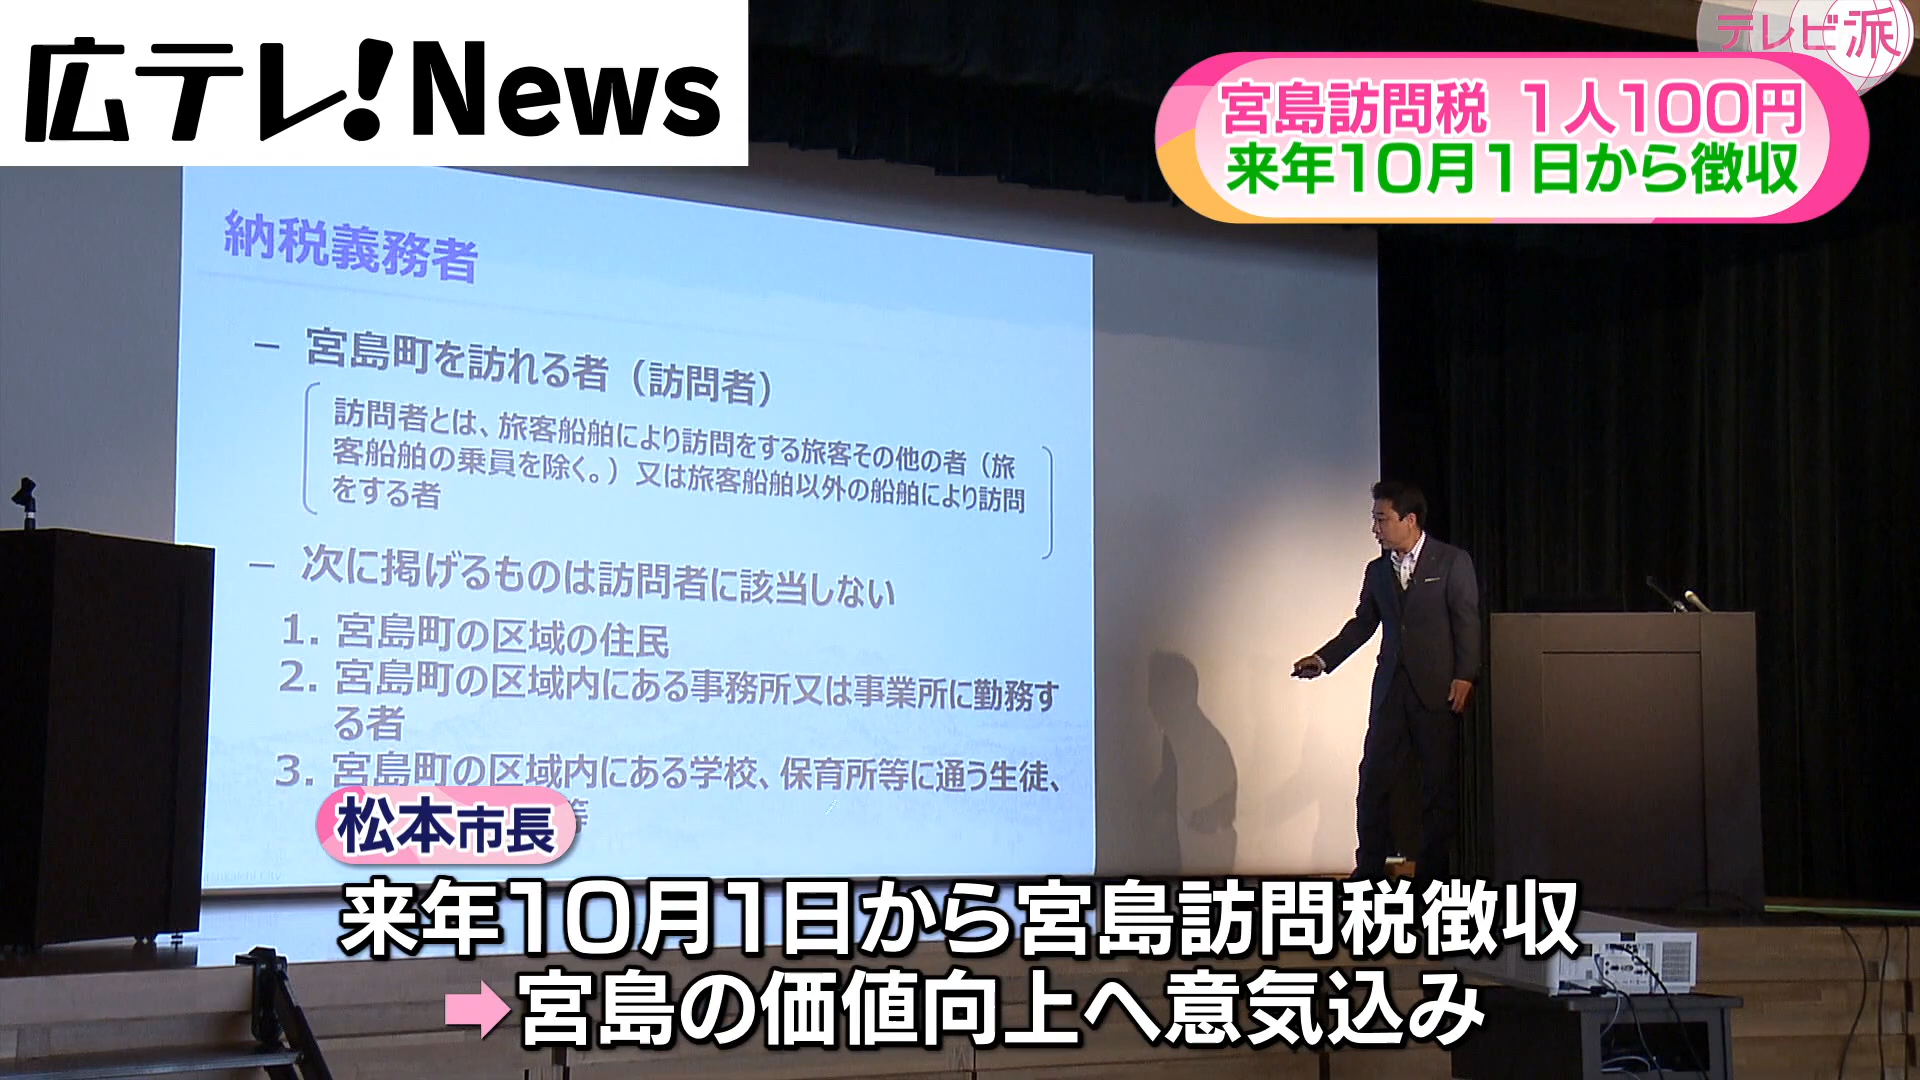 広テレ!News
テレビ派
宮島訪問税 1人100円
来年10月1日から徴収
納税義務者
− 宮島町を訪れる者（訪問者）
訪問者とは、旅客船舶により訪問をする旅客その他の者（旅
客船舶の乗員を除く。）又は旅客船舶以外の船舶により訪問
をする者
− 次に掲げるものは訪問者に該当しない
1. 宮島町の区域の住民
2. 宮島町の区域内にある事務所又は事業所に勤務す
る者
3. 宮島町の区域内にある学校、保育所等に通う生徒、
等
松本市長
来年10月1日から宮島訪問税徴収
➡宮島の価値向上へ意気込み